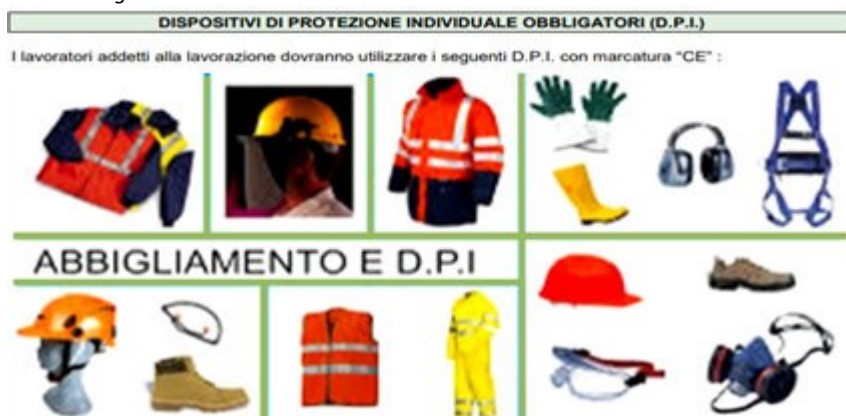 DISPOSITIVI DI PROTEZIONE INDIVIDUALE OBBLIGATORI (D.P.I.)
I lavoratori addetti alla lavorazione dovranno utilizzare i seguenti D.P.I. con marcatura “CE” :
ABBIGLIAMENTO E D.P.I